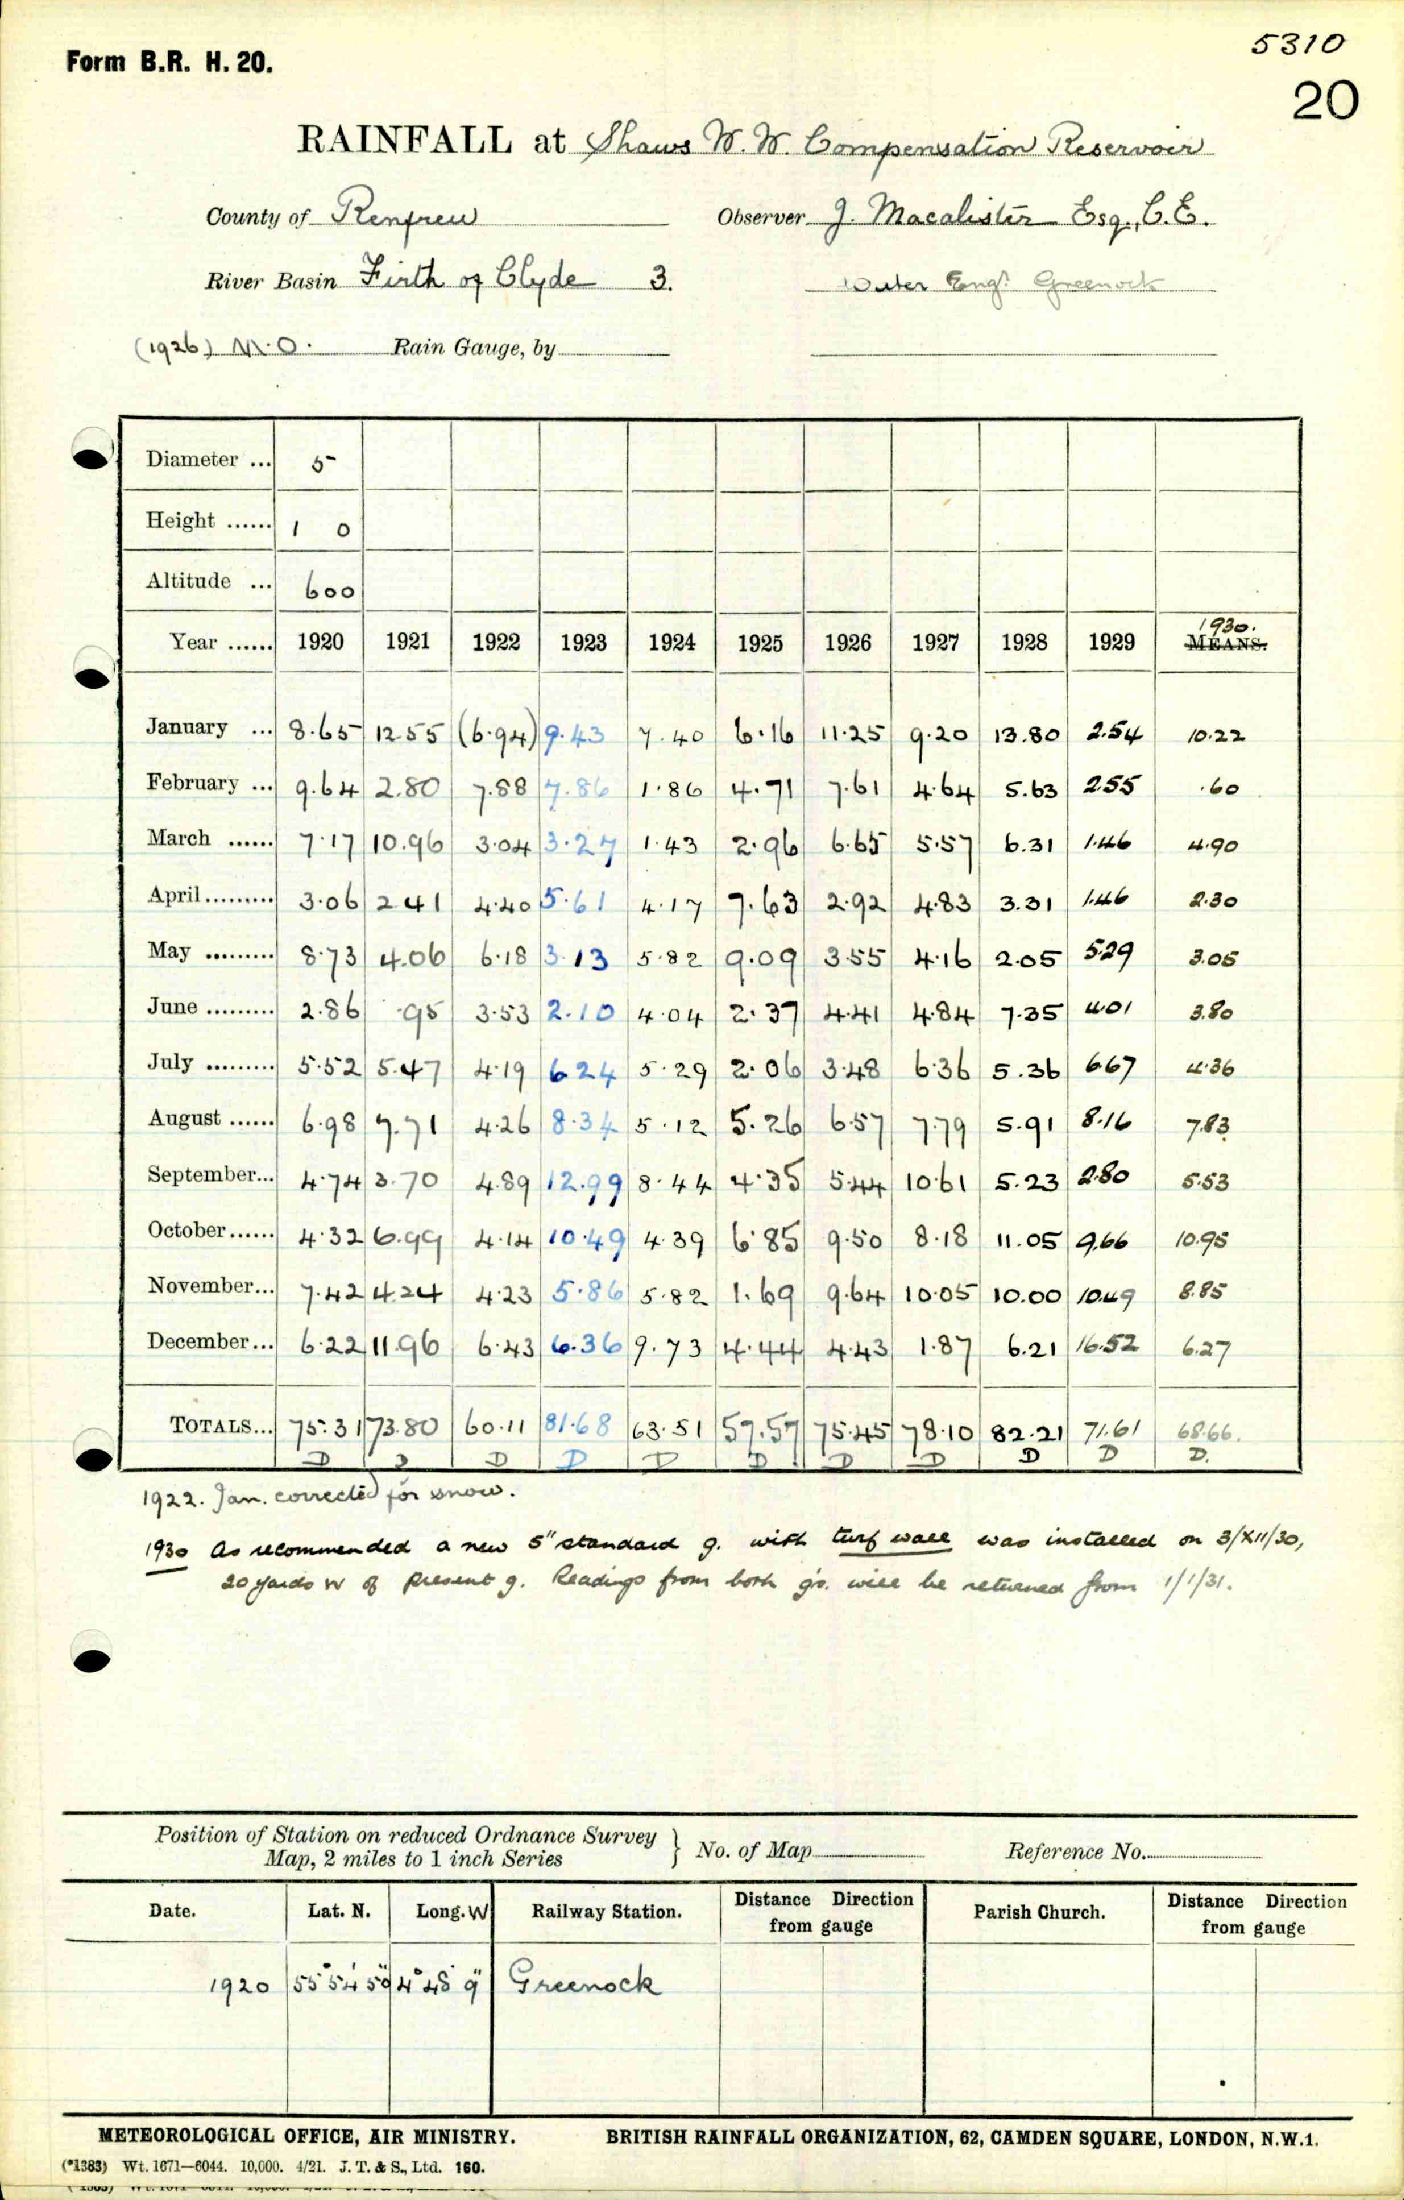 5310
Form B.R. H. 20.
20
RAINFALL at Shaws W. W. Compensation Reservoir
County of Renfrew Observer J. Macalister Esq., C.E.
River Basin Firth of Clyde 3. Water Engr. Greenock
(1926) M.O. Rain Gauge, by
Diameter ... 5
Height ...... 1 0
Altitude ... 600
1930.
Year ...... 1920 1921 1922 1923 1924 1925 1926 1927 1928 1929 MEANS.
January ... 8.65 12.55 (6.94) 9.43 7.40 6.16 11.25 9.20 13.80 2.54 10.22
February ... 9.64 2.80 7.88 7.86 1.86 4.71 7.61 4.64 5.63 2.55 .60
March ...... 7.17 10.96 3.04 3.27 1.43 2.96 6.65 5.57 6.31 1.46 4.90
April ......... 3.06 2.41 4.40 5.61 4.17 7.63 2.92 4.83 3.31 1.46 2.30
May ......... 8.73 4.06 6.18 3.13 5.82 9.09 3.55 4.16 2.05 5.29 3.05
June ......... 2.86 .95 3.53 2.10 4.04 2.37 4.41 4.84 7.35 4.01 3.80
July ......... 5.52 5.47 4.19 6.24 5.29 2.06 3.48 6.36 5.36 6.67 4.36
August ...... 6.98 7.71 4.26 8.34 5.12 5.26 6.57 7.79 5.91 8.16 7.83
September... 4.74 3.70 4.89 12.99 8.44 4.35 5.44 10.61 5.23 2.80 5.53
October ...... 4.32 6.99 4.14 10.49 4.39 6.85 9.50 8.18 11.05 9.66 10.95
November... 7.42 4.24 4.23 5.86 5.82 1.69 9.64 10.05 10.00 10.49 8.85
December ... 6.22 11.96 6.43 6.36 9.73 4.44 4.43 1.87 6.21 16.52 6.27
TOTALS... 75.31 73.80 60.11 81.68 63.51 57.57 75.45 78.10 82.21 71.61 68.66.
D D D D D D D D D D D.
1922. Jan. corrected for snow.
1930 As recommended a new 5" standard g. with turf wall was installed on 3/XII/30,
20 yards W of present g. Readings from both g's. will be returned from 1/1/31.
Position of Station on reduced Ordnance Survey
Map, 2 miles to 1 inch Series } No. of Map Reference No.
Date. Lat. N. Long. W Railway Station. Distance Direction from gauge Parish Church. Distance Direction from gauge
1920 55° 54' 50" 4° 48' 9" Greenock
METEOROLOGICAL OFFICE, AIR MINISTRY. BRITISH RAINFALL ORGANIZATION, 62, CAMDEN SQUARE, LONDON, N.W.1.
(*1383) Wt. 1671—6044. 10,000. 4/21. J. T. & S., Ltd. 160.